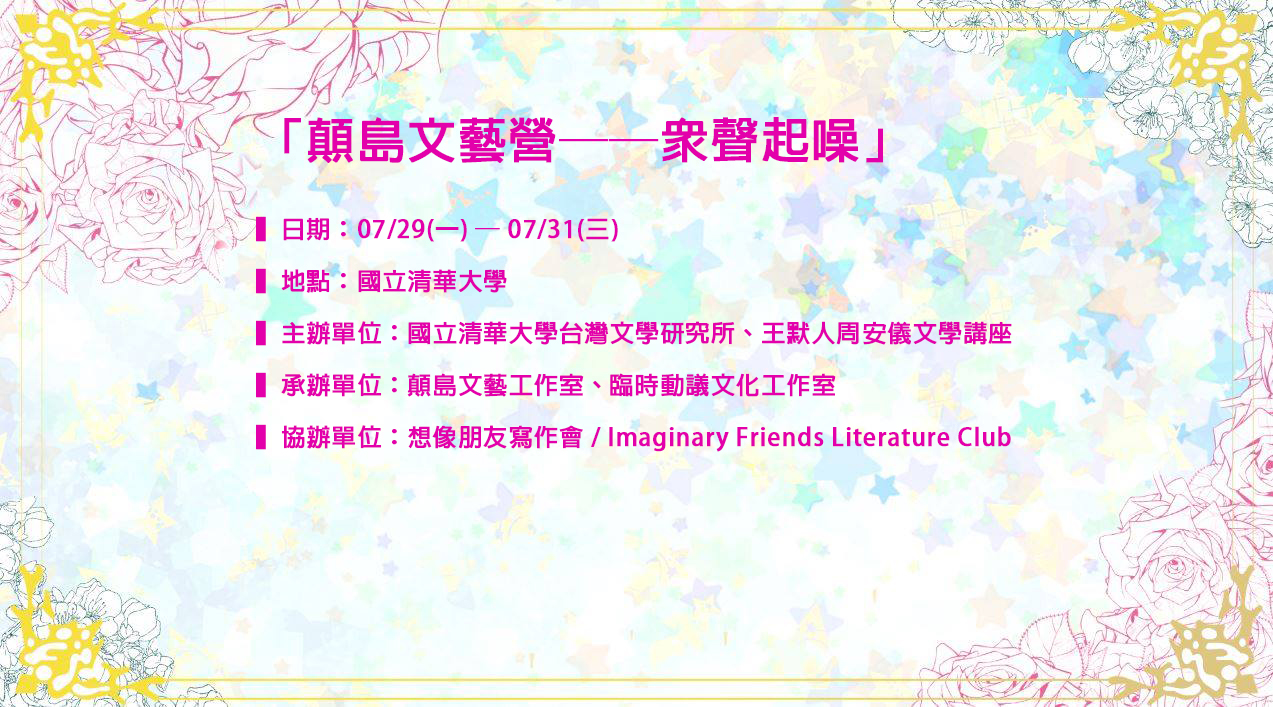 「顛島文藝營——眾聲起噪」
日期：07/29(一) — 07/31(三)
地點：國立清華大學
主辦單位：國立清華大學台灣文學研究所、王默人周安儀文學講座
承辦單位：顛島文藝工作室、臨時動議文化工作室
協辦單位：想像朋友寫作會 / Imaginary Friends Literature Club